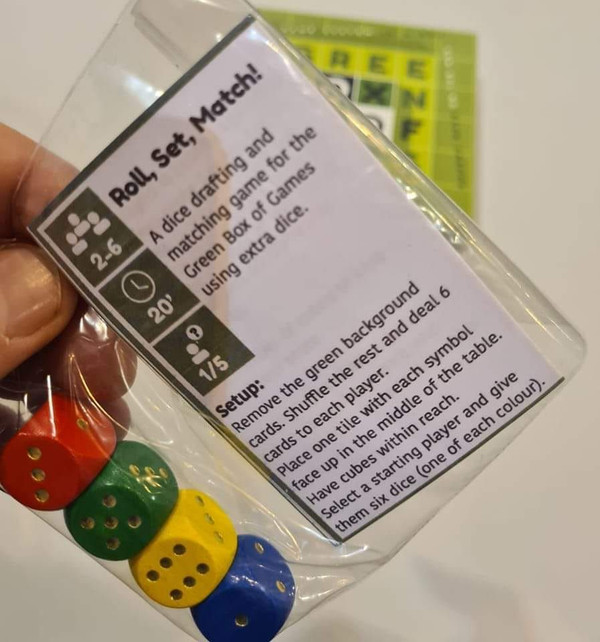 Roll, Set, Match!
A dice drafting and
matching game for the
Green Box of Games
using extra dice.
2-6
20'
?
1/5
Setup:
Remove the green background
cards. Shuffle the rest and deal 6
cards to each player.
Place one tile with each symbol
face up in the middle of the table.
Have cubes within reach.
Select a starting player and give
them six dice (one of each colour).
R E E
X N
F